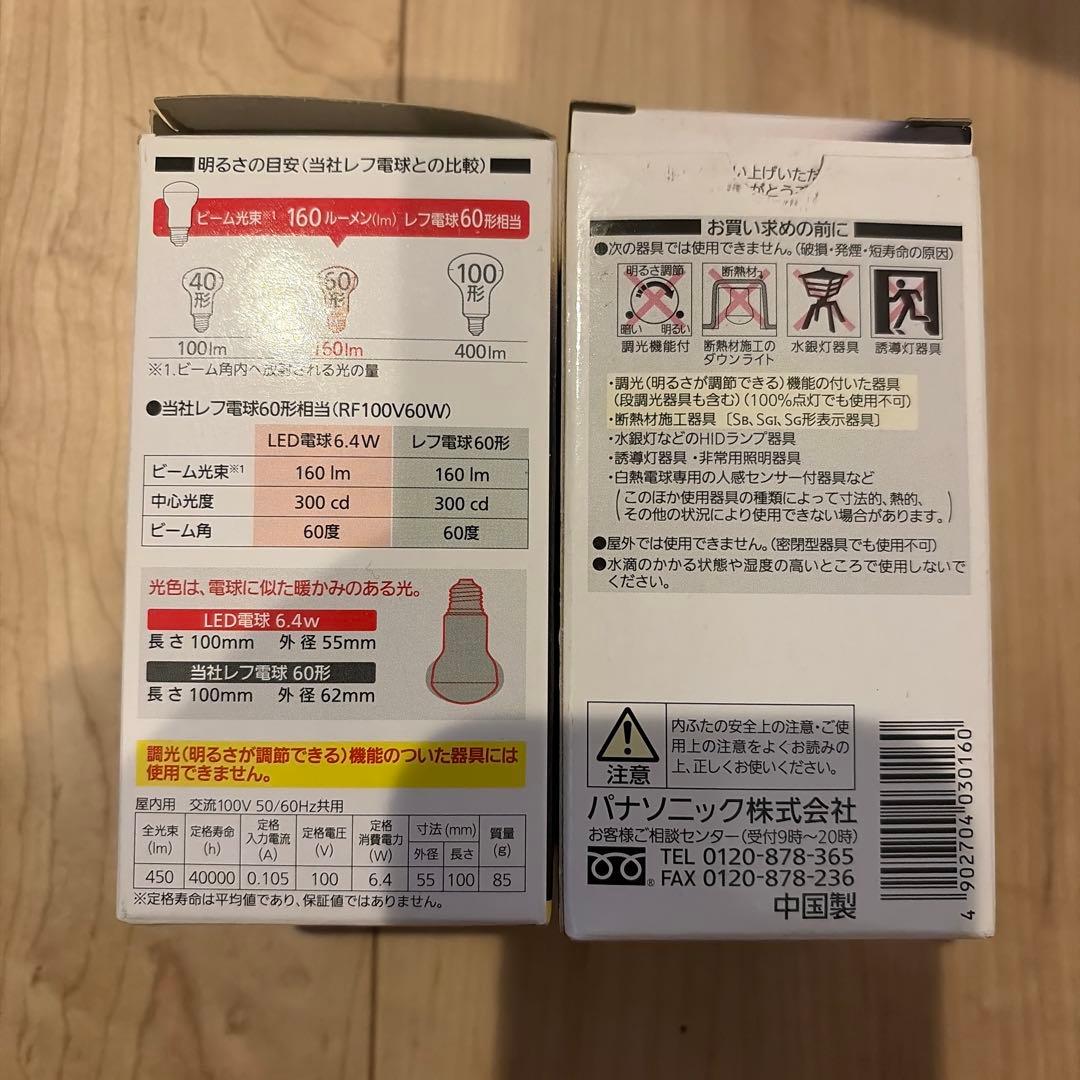 明るさの目安(当社レフ電球との比較)
ビーム光束※1 160ルーメン(lm) レフ電球60形相当
40形
60形
100形
100lm
160lm
400lm
※1.ビーム角内へ放射される光の量
●当社レフ電球60形相当(RF100V60W)
LED電球6.4W レフ電球60形
ビーム光束※1 160 lm 160 lm
中心光度 300 cd 300 cd
ビーム角 60度 60度
光色は、電球に似た暖かみのある光。
LED電球 6.4w
長さ100mm 外径55mm
当社レフ電球 60形
長さ100mm 外径62mm
調光(明るさが調節できる)機能のついた器具には
使用できません。
屋内用 交流100V 50/60Hz共用
全光束(lm) 定格寿命(h) 定格入力電流(A) 定格電圧(V) 定格消費電力(W) 寸法(mm) 外径 長さ 質量(g)
450 40000 0.105 100 6.4 55 100 85
※定格寿命は平均値であり、保証値ではありません。
い上げいただ
がとうご
お買い求めの前に
●次の器具では使用できません。(破損・発煙・短寿命の原因)
明るさ調節
暗い 明るい
断熱材
調光機能付
断熱材施工の
ダウンライト
水銀灯器具
誘導灯器具
・調光(明るさが調節できる)機能の付いた器具
(段調光器具も含む)(100%点灯でも使用不可)
・断熱材施工器具 [SB、SGI、SG形表示器具]
・水銀灯などのHIDランプ器具
・誘導灯器具・非常用照明器具
・白熱電球専用の人感センサー付器具など
(このほか使用器具の種類によって寸法的、熱的、
その他の状況により使用できない場合があります。)
●屋外では使用できません。(密閉型器具でも使用不可)
●水滴のかかる状態や湿度の高いところで使用しないで
ください。
注意
内ふたの安全上の注意・ご使
用上の注意をよくお読みの
上、正しくお使いください。
パナソニック株式会社
お客様ご相談センター(受付9時〜20時)
TEL 0120-878-365
FAX 0120-878-236
中国製
4 902704 030160